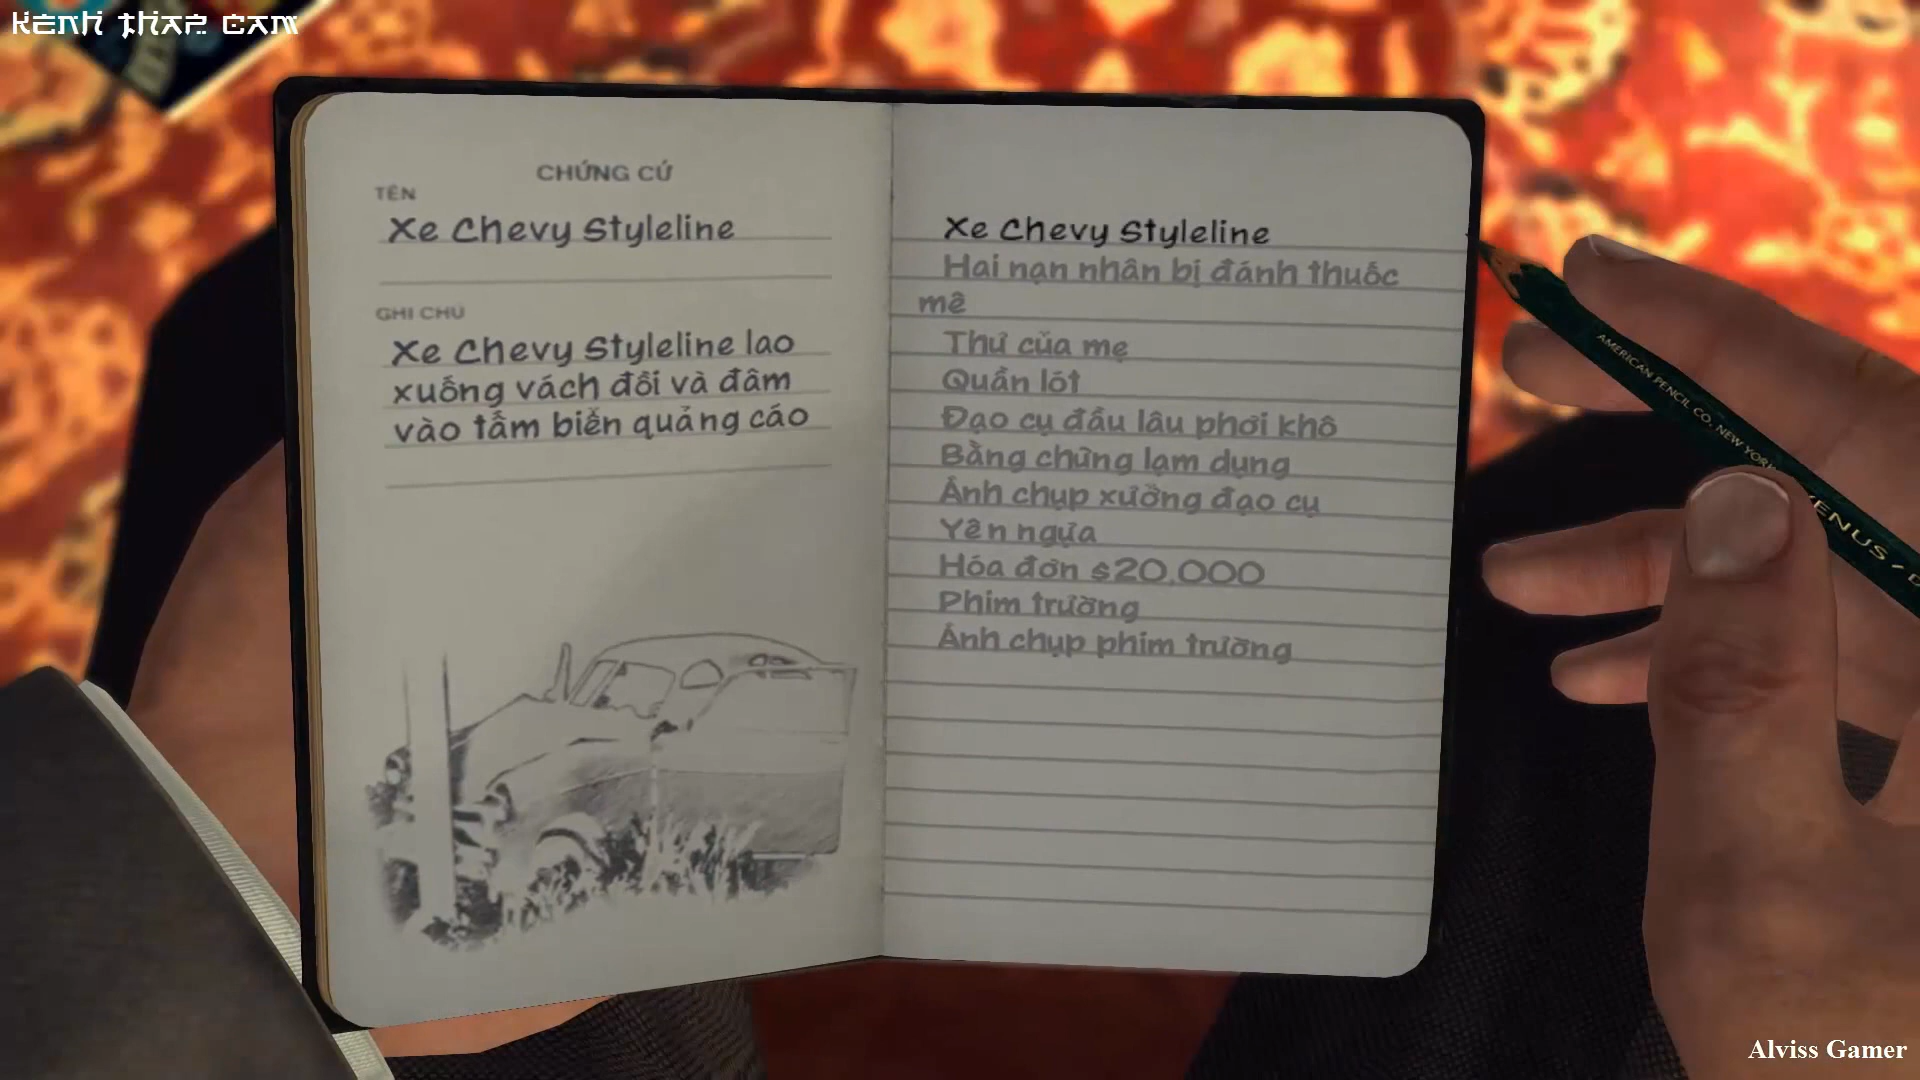 KENH THAP CAM
CHỨNG CỨ
TÊN
Xe Chevy Styleline
GHI CHÚ
Xe Chevy Styleline lao
xuống vách đồi và đâm
vào tấm biển quảng cáo
Xe Chevy Styleline
Hai nạn nhân bị đánh thuốc
mê
Thư của mẹ
Quần lót
Đạo cụ đầu lâu phơi khô
Bằng chứng lạm dụng
Ảnh chụp xưởng đạo cụ
Yên ngựa
Hóa đơn $20,000
Phim trường
Ảnh chụp phim trường
AMERICAN PENCIL CO. NEW YORK
VENUS
Alviss Gamer